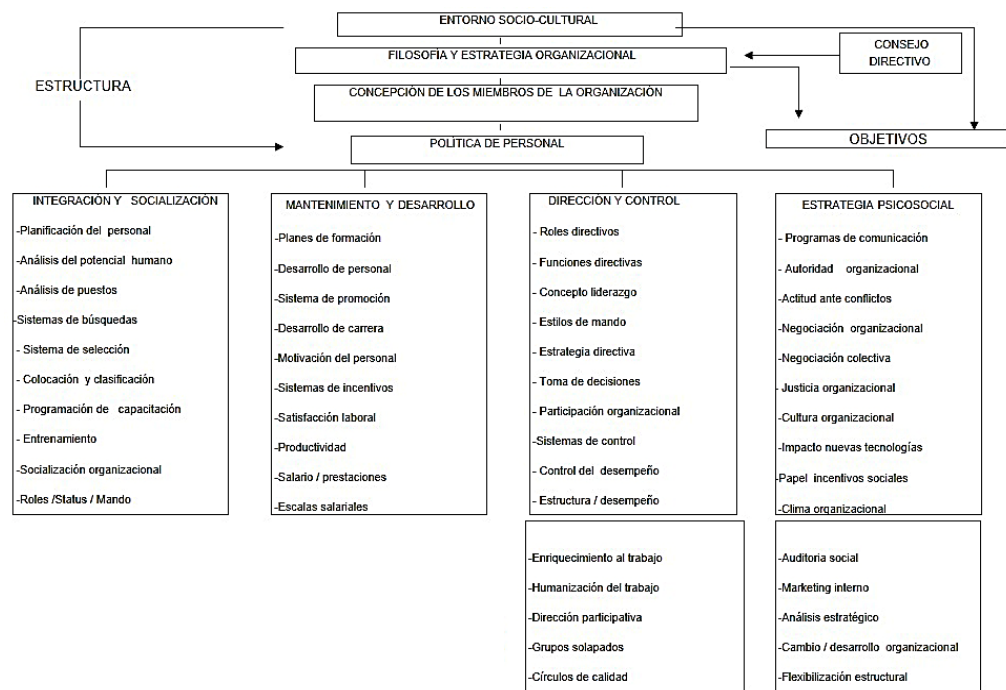 ENTORNO SOCIO-CULTURAL
FILOSOFÍA Y ESTRATEGIA ORGANIZACIONAL
CONSEJO
DIRECTIVO
ESTRUCTURA
CONCEPCIÓN DE LOS MIEMBROS DE LA ORGANIZACIÓN
OBJETIVOS
POLÍTICA DE PERSONAL
INTEGRACIÓN Y SOCIALIZACIÓN
-Planificación del personal
-Análisis del potencial humano
-Análisis de puestos
-Sistemas de búsquedas
- Sistema de selección
- Colocación y clasificación
- Programación de capacitación
- Entrenamiento
-Socialización organizacional
-Roles /Status / Mando
MANTENIMIENTO Y DESARROLLO
-Planes de formación
-Desarrollo de personal
-Sistema de promoción
-Desarrollo de carrera
-Motivación del personal
-Sistemas de incentivos
-Satisfacción laboral
-Productividad
-Salario / prestaciones
-Escalas salariales
DIRECCIÓN Y CONTROL
- Roles directivos
- Funciones directivas
- Concepto liderazgo
- Estilos de mando
- Estrategia directiva
- Toma de decisiones
- Participación organizacional
-Sistemas de control
- Control del desempeño
- Estructura / desempeño
-Enriquecimiento al trabajo
-Humanización del trabajo
-Dirección participativa
-Grupos solapados
-Círculos de calidad
ESTRATEGIA PSICOSOCIAL
- Programas de comunicación
- Autoridad organizacional
-Actitud ante conflictos
-Negociación organizacional
-Negociación colectiva
-Justicia organizacional
-Cultura organizacional
-Impacto nuevas tecnologías
-Papel incentivos sociales
-Clima organizacional
-Auditoria social
-Marketing interno
-Análisis estratégico
-Cambio / desarrollo organizacional
-Flexibilización estructural